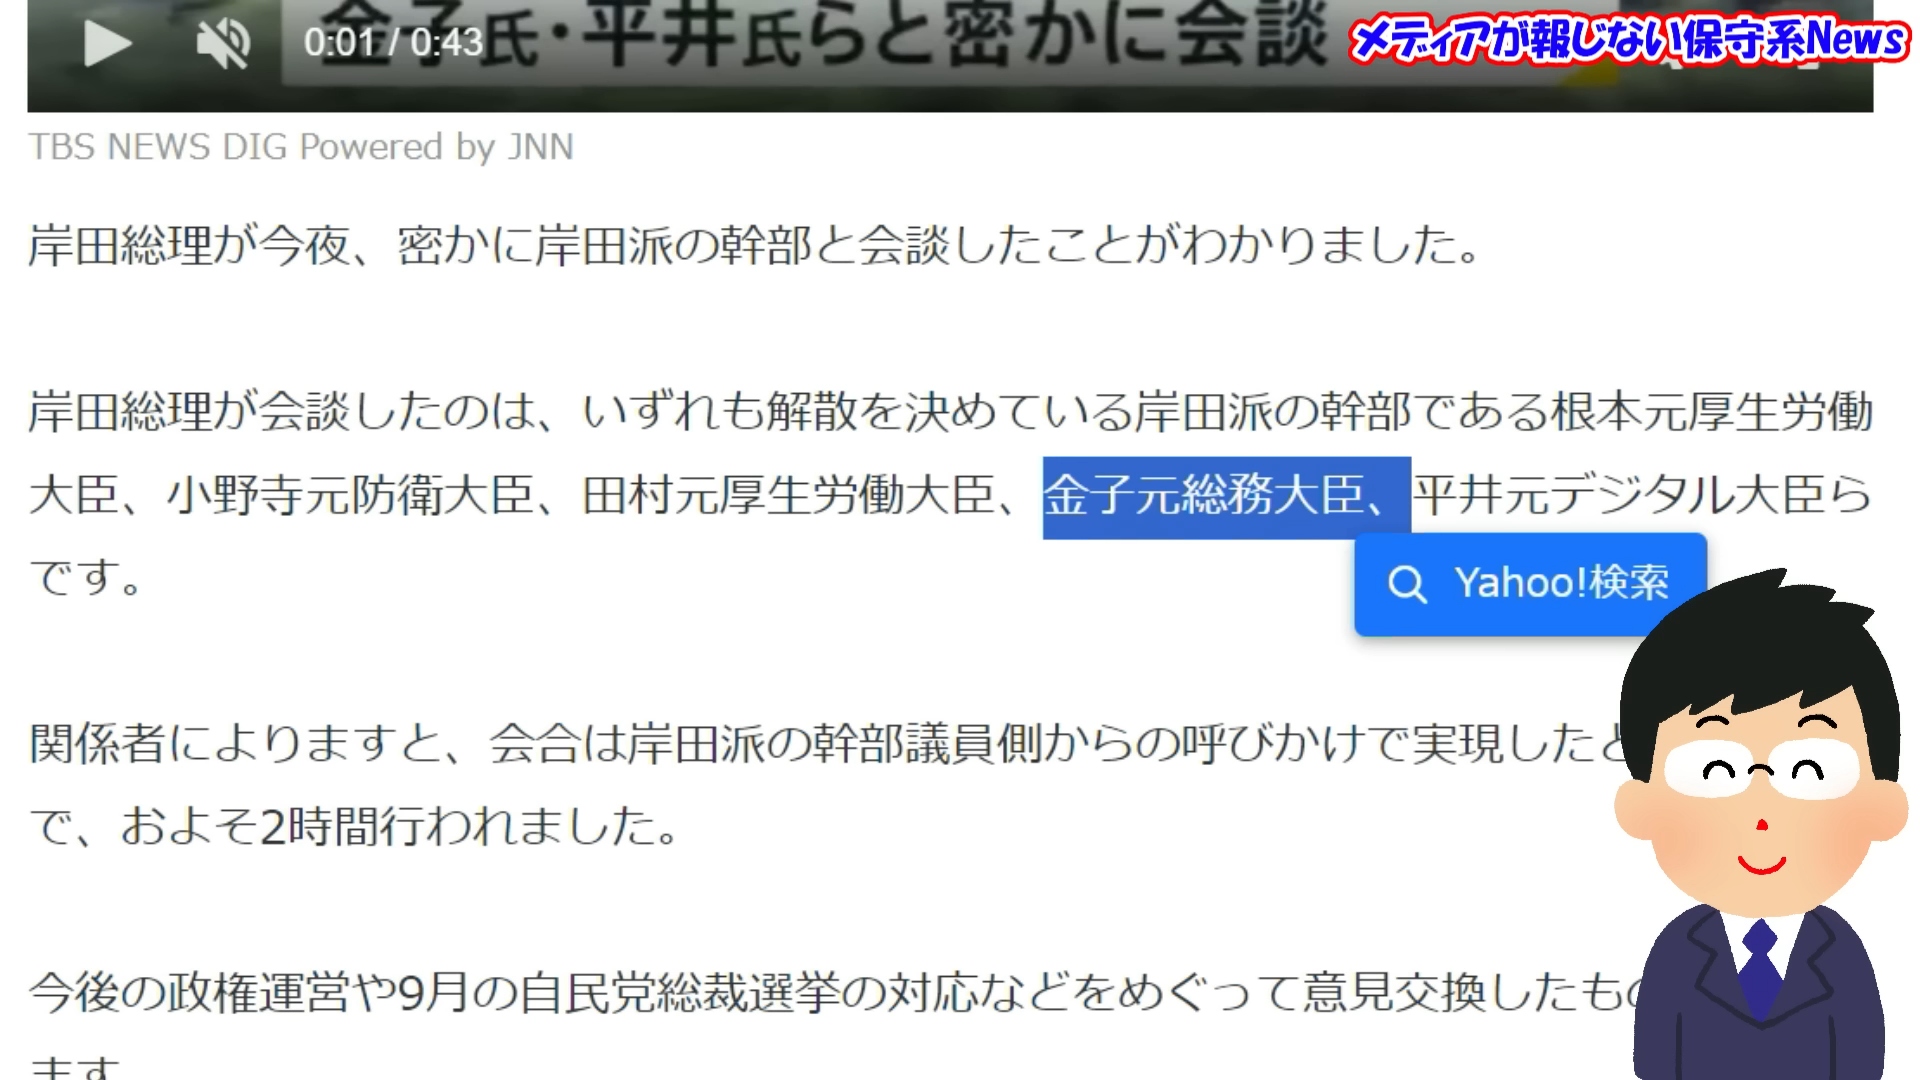 金子氏・平井氏らと密かに会談
0:01 / 0:43
メディアが報じない保守系News
TBS NEWS DIG Powered by JNN
岸田総理が今夜、密かに岸田派の幹部と会談したことがわかりました。
岸田総理が会談したのは、いずれも解散を決めている岸田派の幹部である根本元厚生労働
大臣、小野寺元防衛大臣、田村元厚生労働大臣、金子元総務大臣、平井元デジタル大臣ら
です。
Yahoo!検索
関係者によりますと、会合は岸田派の幹部議員側からの呼びかけで実現したと
で、およそ2時間行われました。
今後の政権運営や9月の自民党総裁選挙の対応などをめぐって意見交換したもの
ます